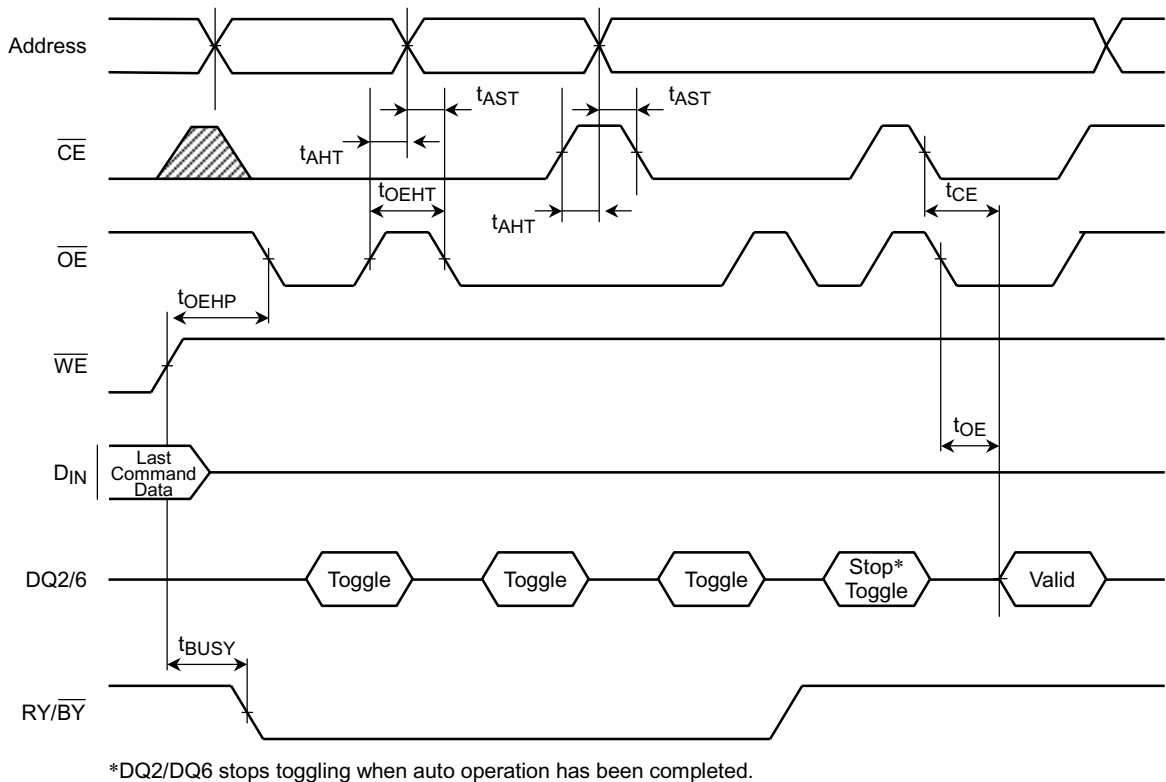 Address
tAST
tAST
CE
tAHT
tOEHT
tCE
tAHT
OE
tOEHP
WE
tOE
DIN
Last
Command
Data
DQ2/6
Toggle
Toggle
Toggle
Stop*
Toggle
Valid
tBUSY
RY/BY
*DQ2/DQ6 stops toggling when auto operation has been completed.